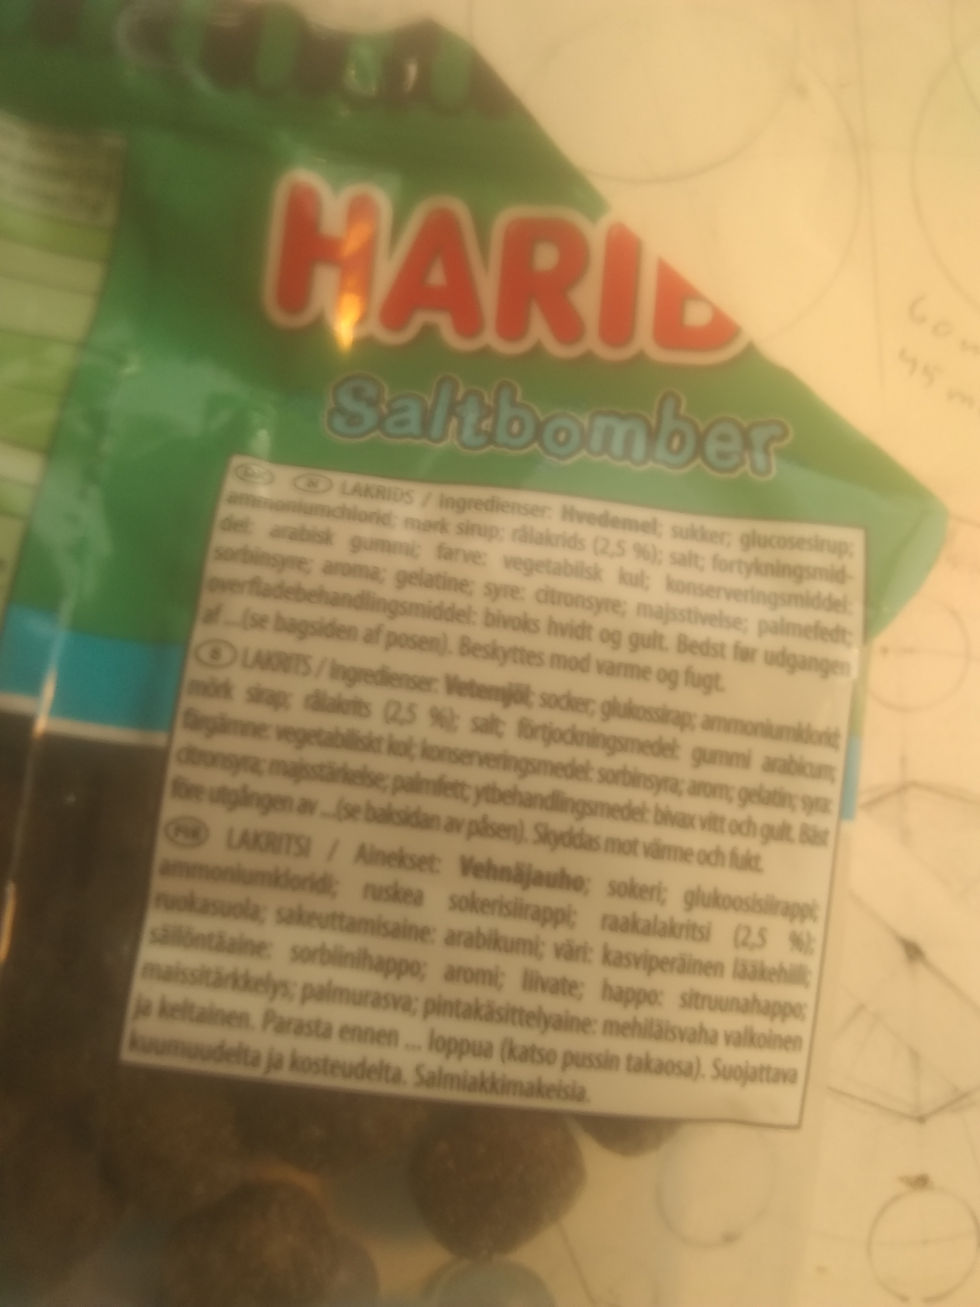 HARIB
Saltbomber
DK N LAKRIDS / Ingredienser: Hvedemel; sukker; glucosesirup;
ammoniumchlorid; mørk sirup; rålakrids (2,5 %); salt; fortykningsmid-
del: arabisk gummi; farve: vegetabilsk kul; konserveringsmiddel:
sorbinsyre; aroma; gelatine; syre: citronsyre; majsstivelse; palmefedt;
overfladebehandlingsmiddel: bivoks hvidt og gult. Bedst før udgangen
af ...(se bagsiden af posen). Beskyttes mod varme og fugt.
S LAKRITS / Ingredienser: Vetemjöl; socker; glukossirap; ammoniumklorid;
mörk sirap; rålakrits (2,5 %); salt; förtjockningsmedel: gummi arabicum;
färgämne: vegetabiliskt kol; konserveringsmedel: sorbinsyra; arom; gelatin; syra:
citronsyra; majsstärkelse; palmfett; ytbehandlingsmedel: bivax vitt och gult. Bäst
före utgången av ...(se baksidan av påsen). Skyddas mot värme och fukt.
FIN LAKRITSI / Ainekset: Vehnäjauho; sokeri; glukoosisiirappi;
ammoniumkloridi; ruskea sokerisiirappi; raakalakritsi (2,5 %);
ruokasuola; sakeuttamisaine: arabikumi; väri: kasviperäinen lääkehiili;
säilöntäaine: sorbiinihappo; aromi; liivate; happo: sitruunahappo;
maissitärkkelys; palmurasva; pintakäsittelyaine: mehiläisvaha valkoinen
ja keltainen. Parasta ennen ... loppua (katso pussin takaosa). Suojattava
kuumuudelta ja kosteudelta. Salmiakkimakeisia.